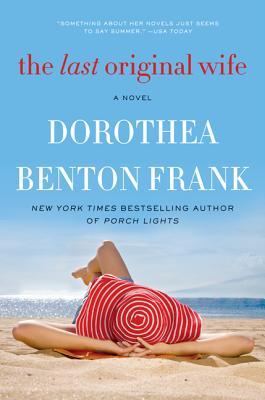 "SOMETHING ABOUT HER NOVELS JUST SEEMS
TO SAY SUMMER."—USA TODAY
the last original wife
A NOVEL
DOROTHEA
BENTON FRANK
NEW YORK TIMES BESTSELLING AUTHOR
OF PORCH LIGHTS